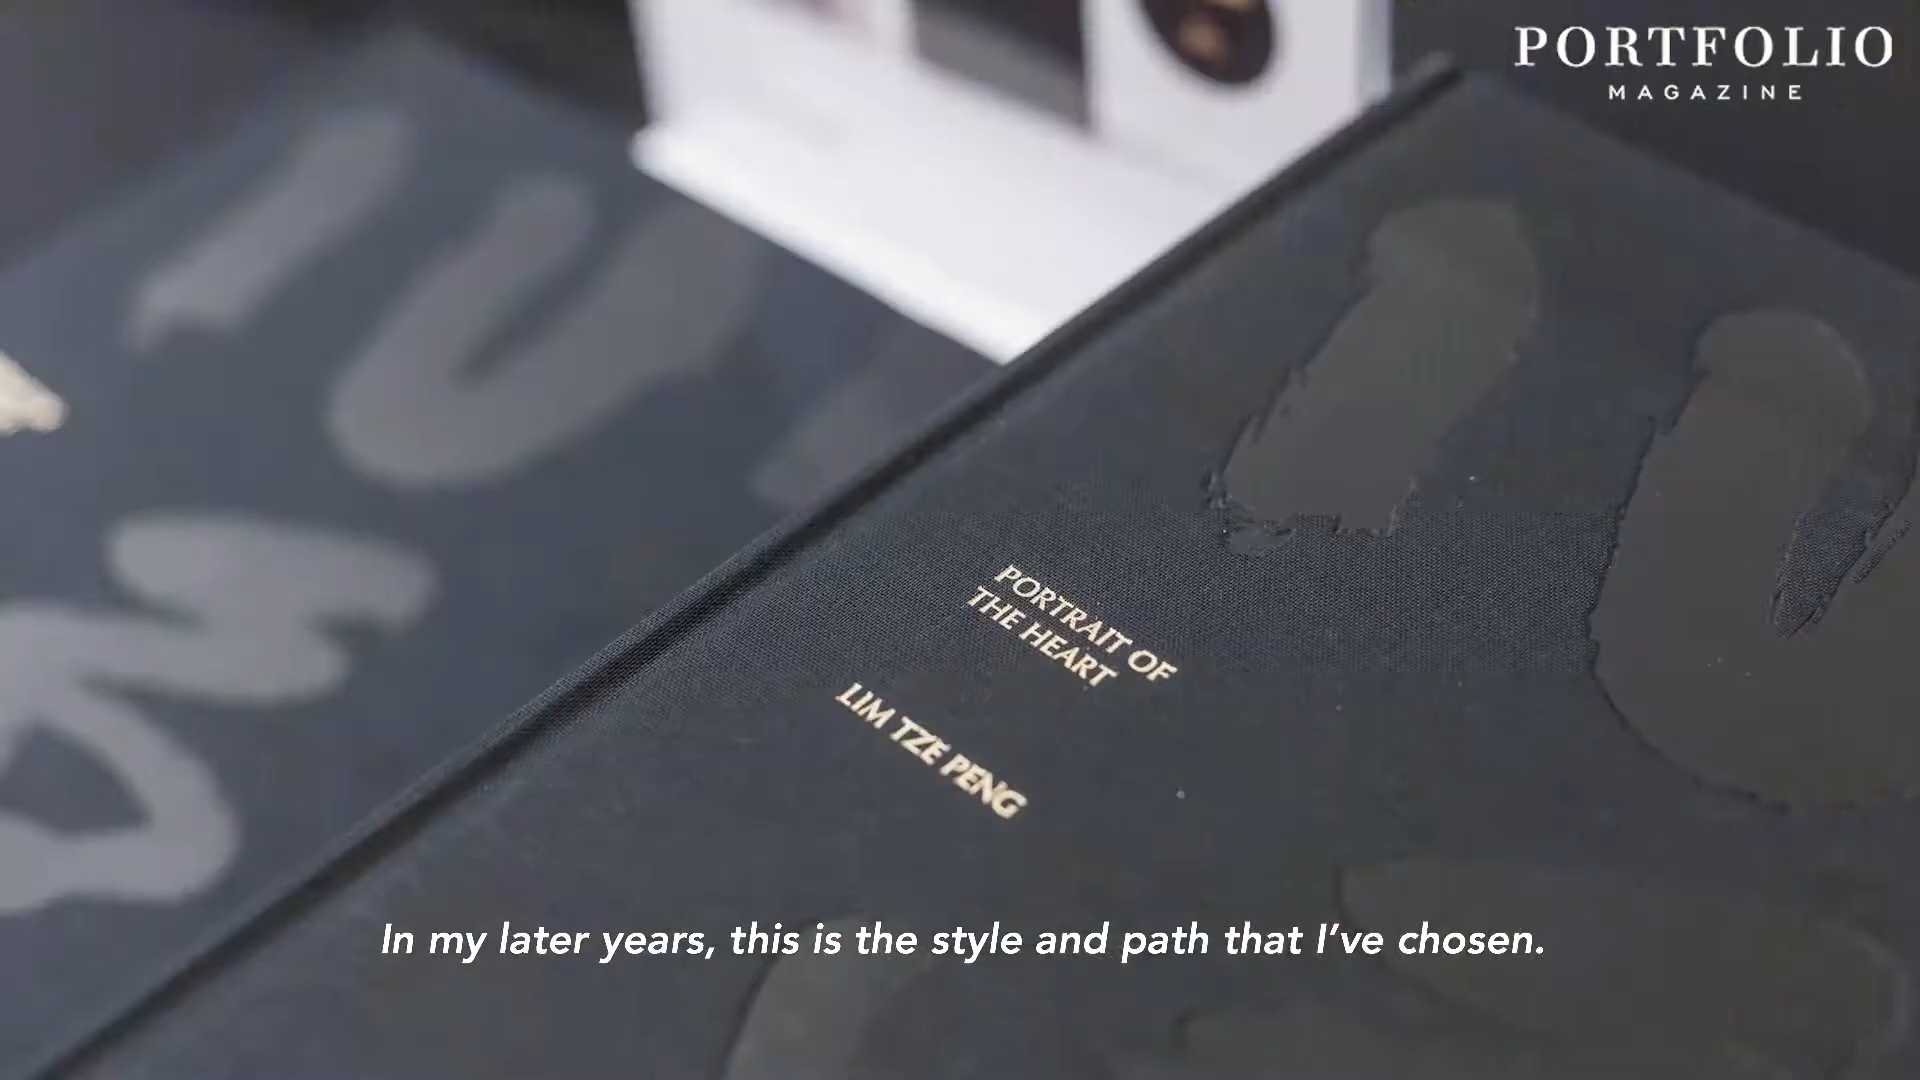 PORTFOLIO
MAGAZINE
PORTRAIT OF
THE HEART
LIM TZE PENG
In my later years, this is the style and path that I've chosen.